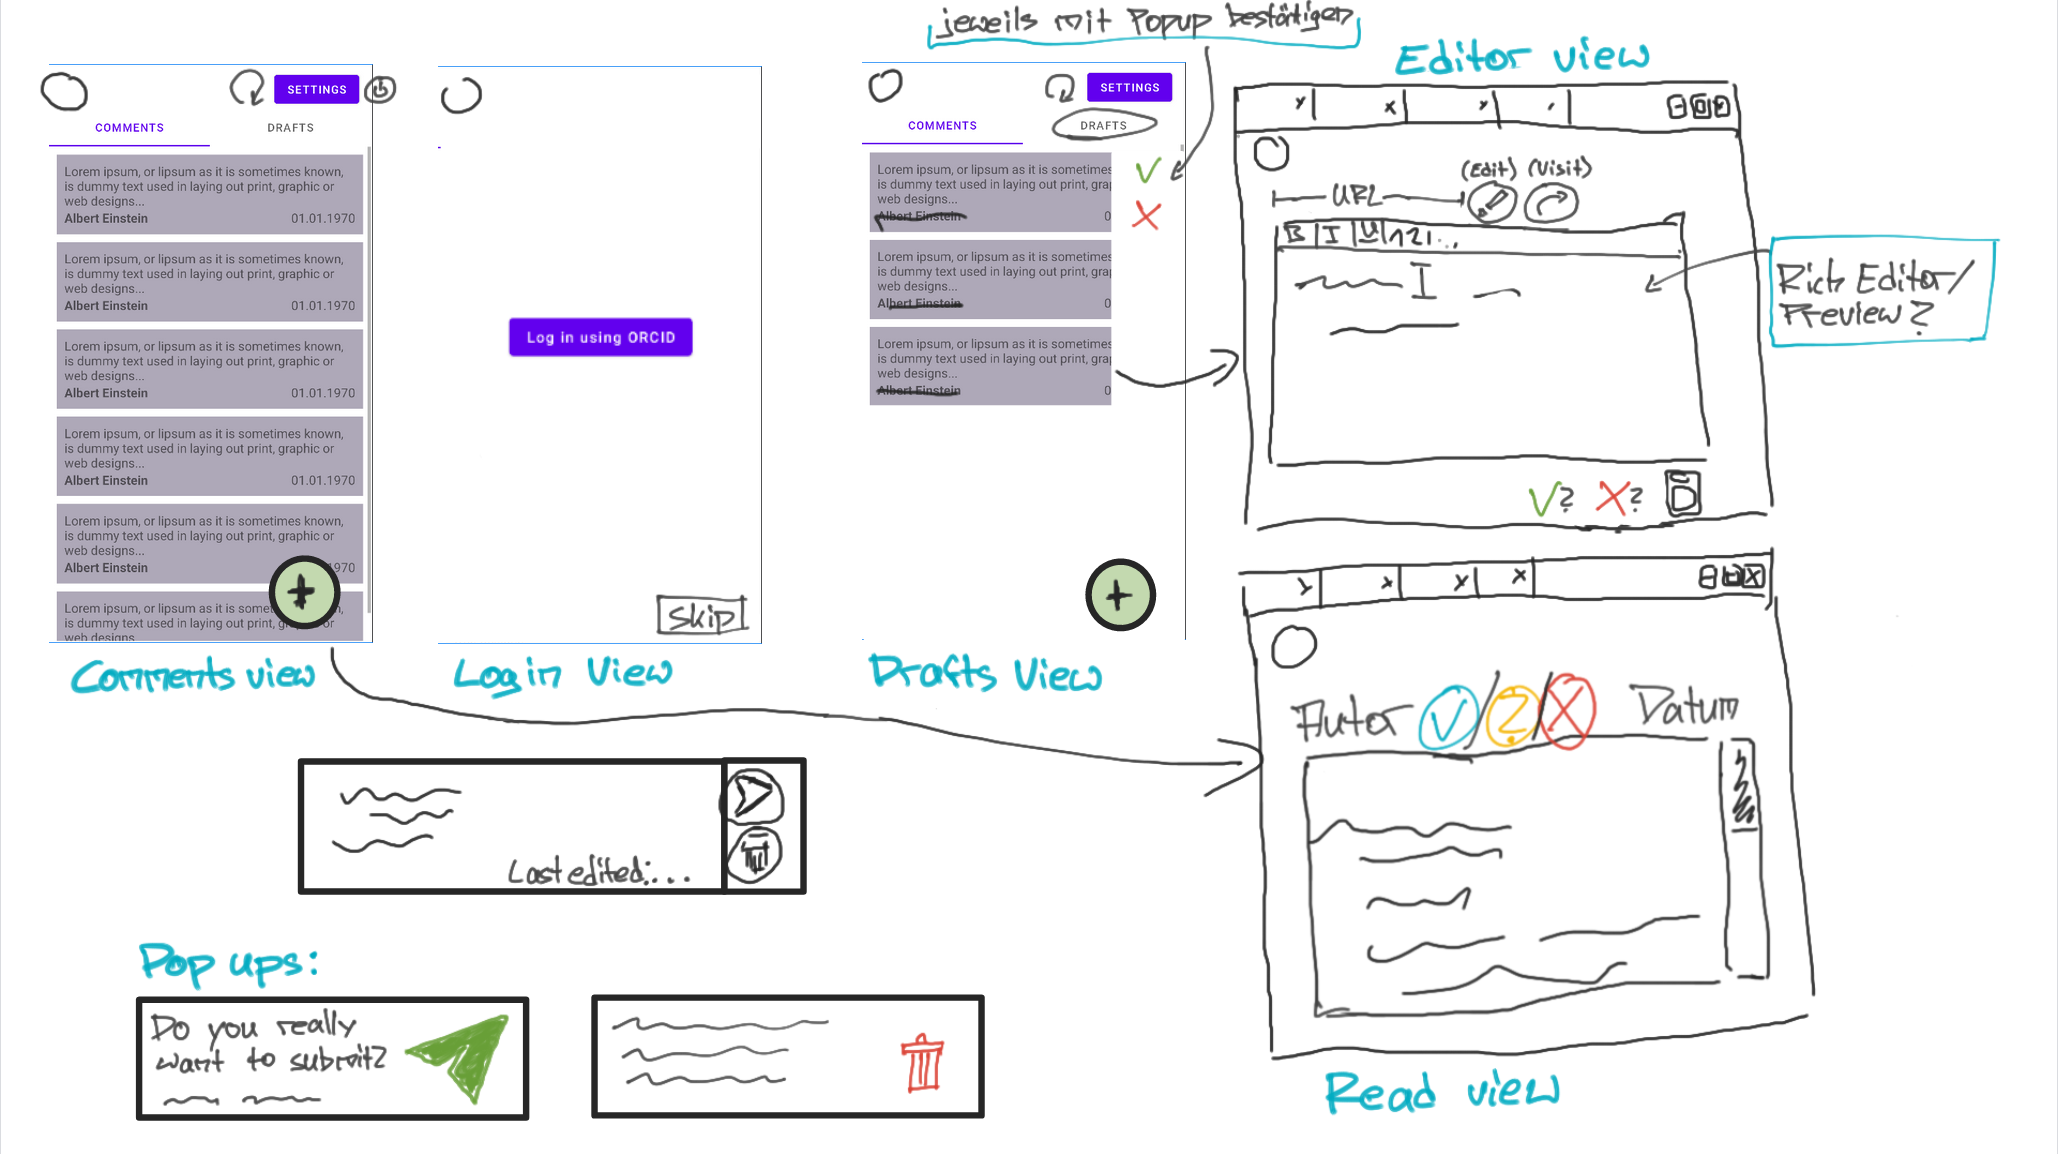 jeweils mit Popup bestätigen
SETTINGS
COMMENTS
DRAFTS
Lorem ipsum, or lipsum as it is sometimes known,
is dummy text used in laying out print, graphic or
web designs...
Albert Einstein 01.01.1970
Lorem ipsum, or lipsum as it is sometimes known,
is dummy text used in laying out print, graphic or
web designs...
Albert Einstein 01.01.1970
Lorem ipsum, or lipsum as it is sometimes known,
is dummy text used in laying out print, graphic or
web designs...
Albert Einstein 01.01.1970
Lorem ipsum, or lipsum as it is sometimes known,
is dummy text used in laying out print, graphic or
web designs...
Albert Einstein 01.01.1970
Lorem ipsum, or lipsum as it is sometimes known,
is dummy text used in laying out print, graphic or
web designs...
Albert Einstein 1970
Lorem ipsum, or lipsum as it is some
is dummy text used in laying out print, or
web designs
+
Comments view
Log in using ORCID
Skip
Login View
SETTINGS
COMMENTS
DRAFTS
Lorem ipsum, or lipsum as it is sometimes
is dummy text used in laying out print, gra
web designs...
Albert Einstein 0
Lorem ipsum, or lipsum as it is sometimes
is dummy text used in laying out print, gra
web designs...
Albert Einstein 0
Lorem ipsum, or lipsum as it is sometimes
is dummy text used in laying out print, gra
web designs...
Albert Einstein 0
+
Drafts View
Editor view
(Edit) (Visit)
URL
B I U
Rich Editor/
Preview?
? ?
Autor Datum
Read view
Last edited:...
Pop ups:
Do you really
want to submit?